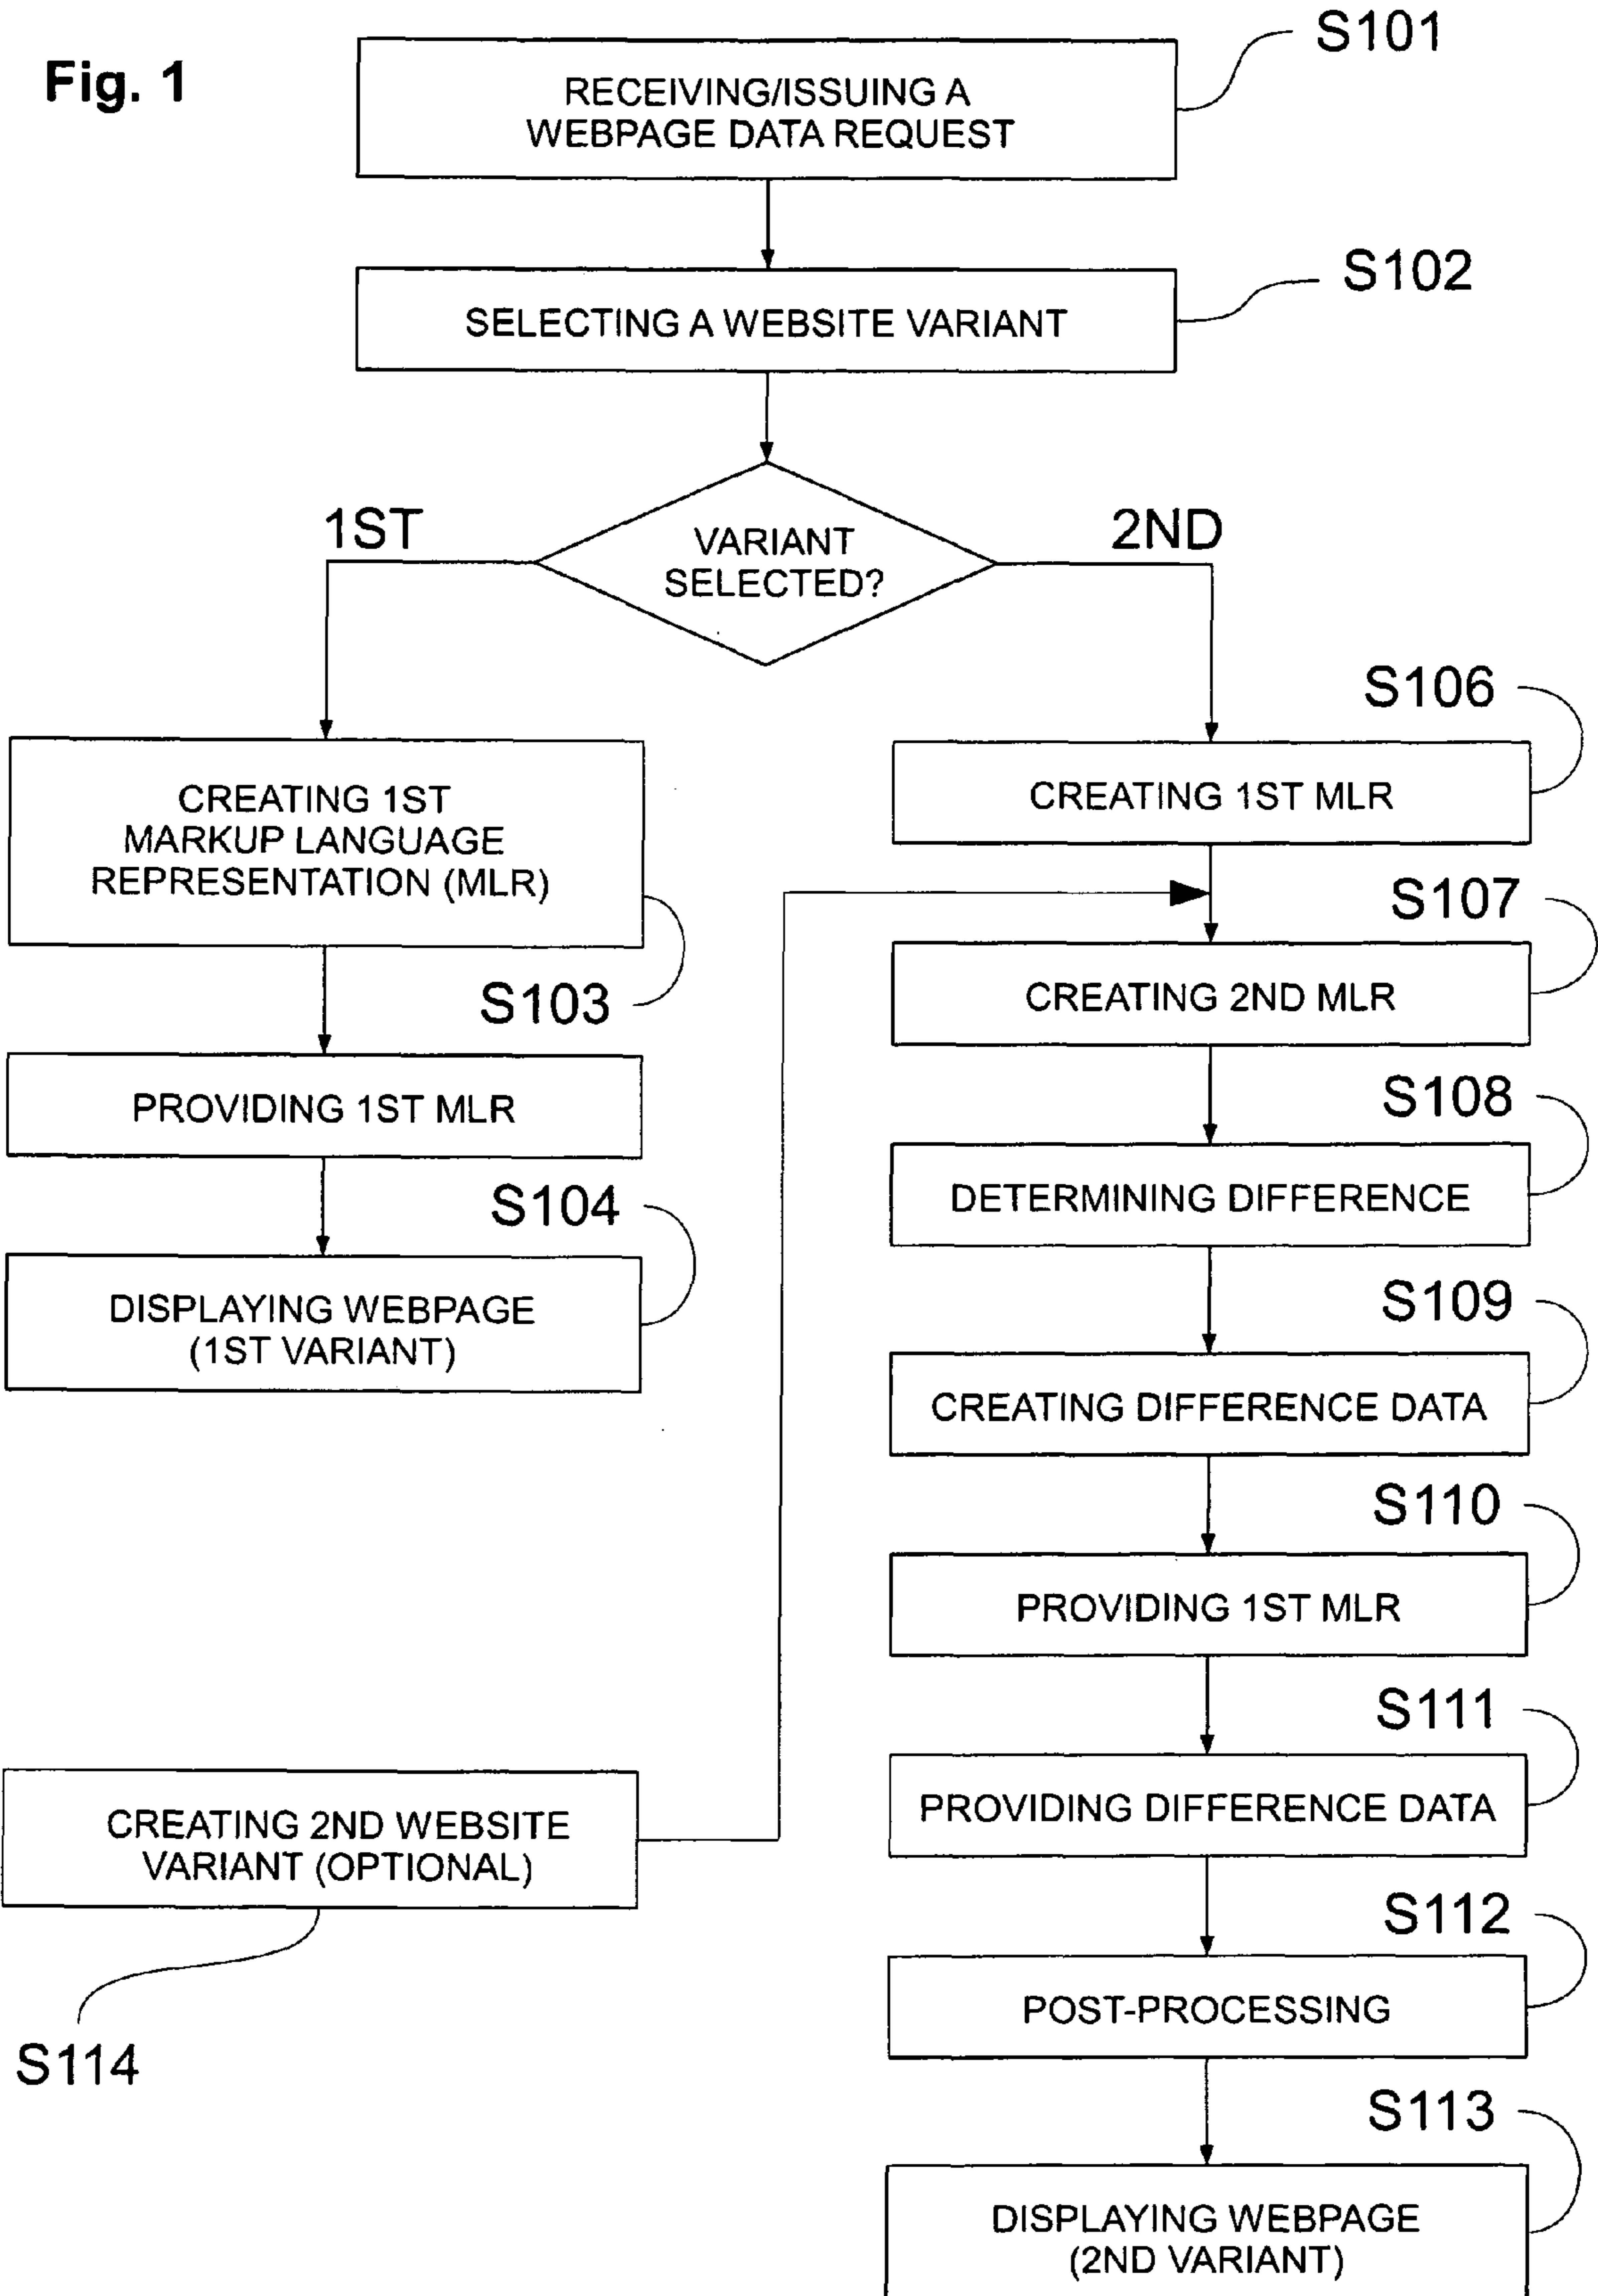 Fig. 1
S101
RECEIVING/ISSUING A
WEBPAGE DATA REQUEST
S102
SELECTING A WEBSITE VARIANT
1ST
VARIANT
SELECTED?
2ND
CREATING 1ST
MARKUP LANGUAGE
REPRESENTATION (MLR)
S103
PROVIDING 1ST MLR
S104
DISPLAYING WEBPAGE
(1ST VARIANT)
S106
CREATING 1ST MLR
S107
CREATING 2ND MLR
S108
DETERMINING DIFFERENCE
S109
CREATING DIFFERENCE DATA
S110
PROVIDING 1ST MLR
S111
PROVIDING DIFFERENCE DATA
CREATING 2ND WEBSITE
VARIANT (OPTIONAL)
S114
S112
POST-PROCESSING
S113
DISPLAYING WEBPAGE
(2ND VARIANT)